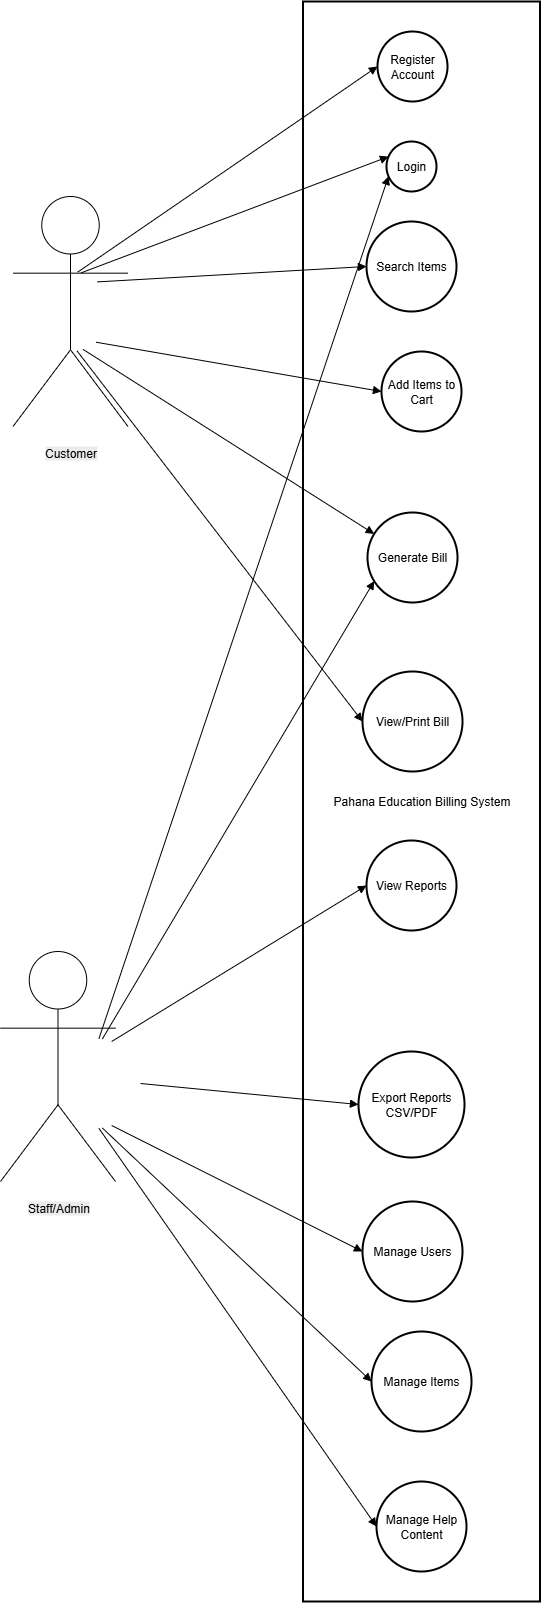 Register
Account
Login
Search Items
Add Items to
Cart
Customer
Generate Bill
View/Print Bill
Pahana Education Billing System
View Reports
Export Reports
CSV/PDF
Staff/Admin
Manage Users
Manage Items
Manage Help
Content